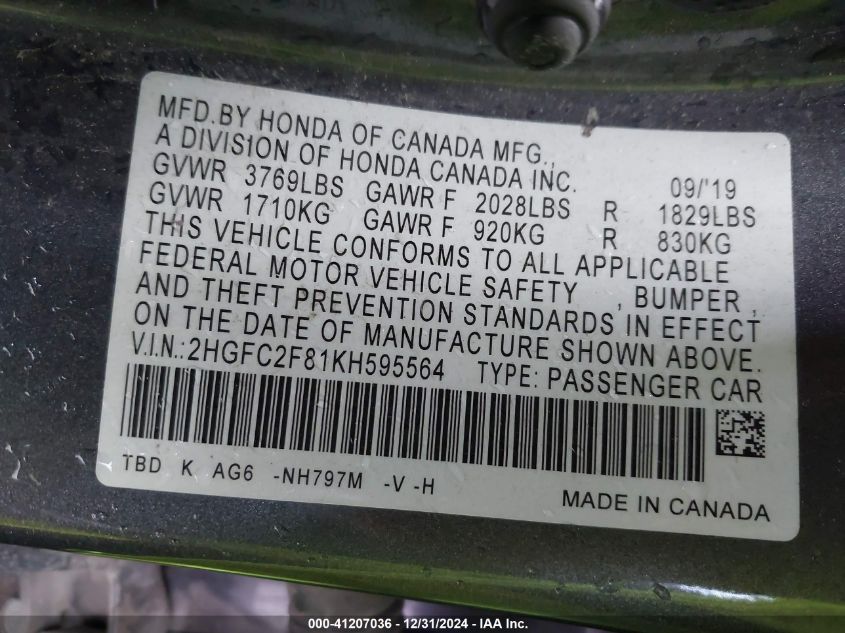 MFD.BY HONDA OF CANADA MFG.,
A DIVISION OF HONDA CANADA INC. 09/'19
GVWR 3769LBS GAWR F 2028LBS R 1829LBS
GVWR 1710KG GAWR F 920KG R 830KG
THIS VEHICLE CONFORMS TO ALL APPLICABLE
FEDERAL MOTOR VEHICLE SAFETY , BUMPER ,
AND THEFT PREVENTION STANDARDS IN EFFECT
ON THE DATE OF MANUFACTURE SHOWN ABOVE.
V.I.N.:2HGFC2F81KH595564 TYPE: PASSENGER CAR
TBD K AG6 -NH797M -V -H
MADE IN CANADA
000-41207036 - 12/31/2024 - IAA Inc.